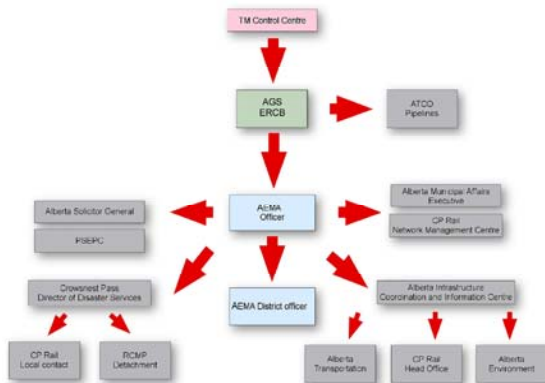 TM Control Centre
AGS
ERCB
ATCO
Pipelines
Alberta Municipal Affairs
Executive
Alberta Solicitor General
AEMA
Officer
CP Rail
Network Management Centre
PSEPC
Crowsnest Pass
Director of Disaster Services
AEMA District officer
Alberta Infrastructure
Coordination and Information Centre
CP Rail
Local contact
RCMP
Detachment
Alberta
Transportation
CP Rail
Head Office
Alberta
Environment